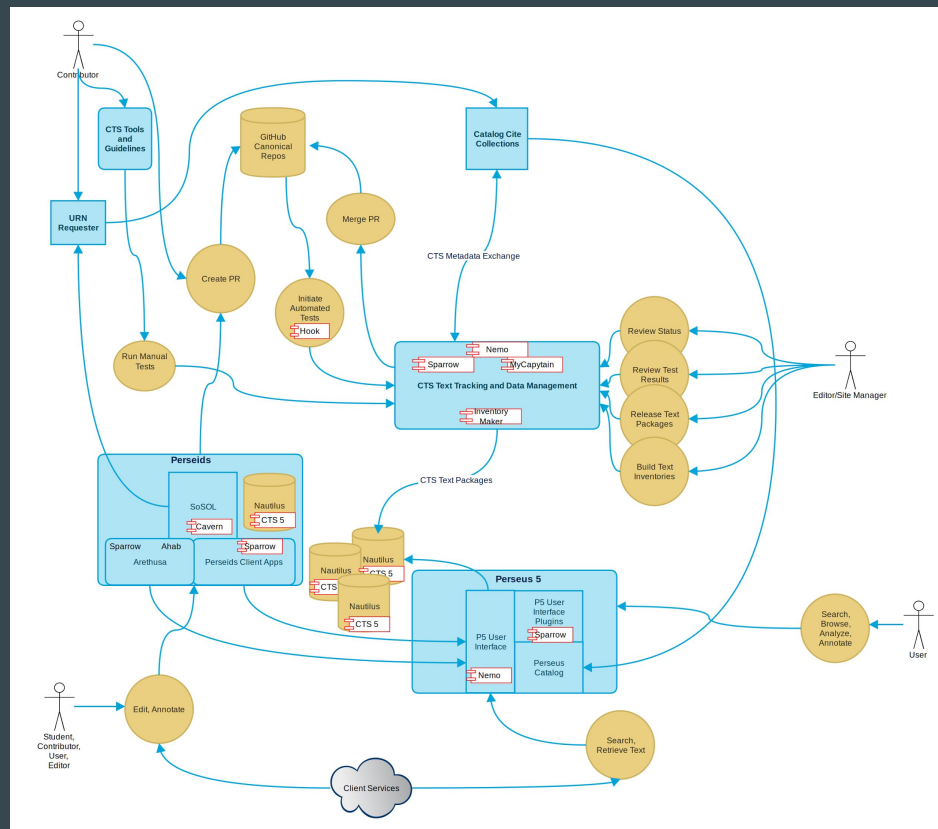 Contributor
CTS Tools
and
Guidelines
GitHub
Canonical
Repos
Catalog Cite
Collections
URN
Requester
Merge PR
CTS Metadata Exchange
Create PR
Initiate
Automated
Tests
Hook
Run Manual
Tests
Nemo
Sparrow
MyCapytain
CTS Text Tracking and Data Management
Inventory
Maker
Review Status
Review Test
Results
Release Text
Packages
Build Text
Inventories
Editor/Site Manager
CTS Text Packages
Perseids
SoSOL
Cavern
Nautilus
CTS 5
Sparrow
Ahab
Sparrow
Arethusa
Perseids Client Apps
Nautilus
CTS 5
Nautilus
CTS
Nautilus
CTS 5
Perseus 5
P5 User
Interface
Nemo
P5 User
Interface
Plugins
Sparrow
Perseus
Catalog
Search,
Browse,
Analyze,
Annotate
User
Edit, Annotate
Student,
Contributor,
User,
Editor
Search,
Retrieve Text
Client Services